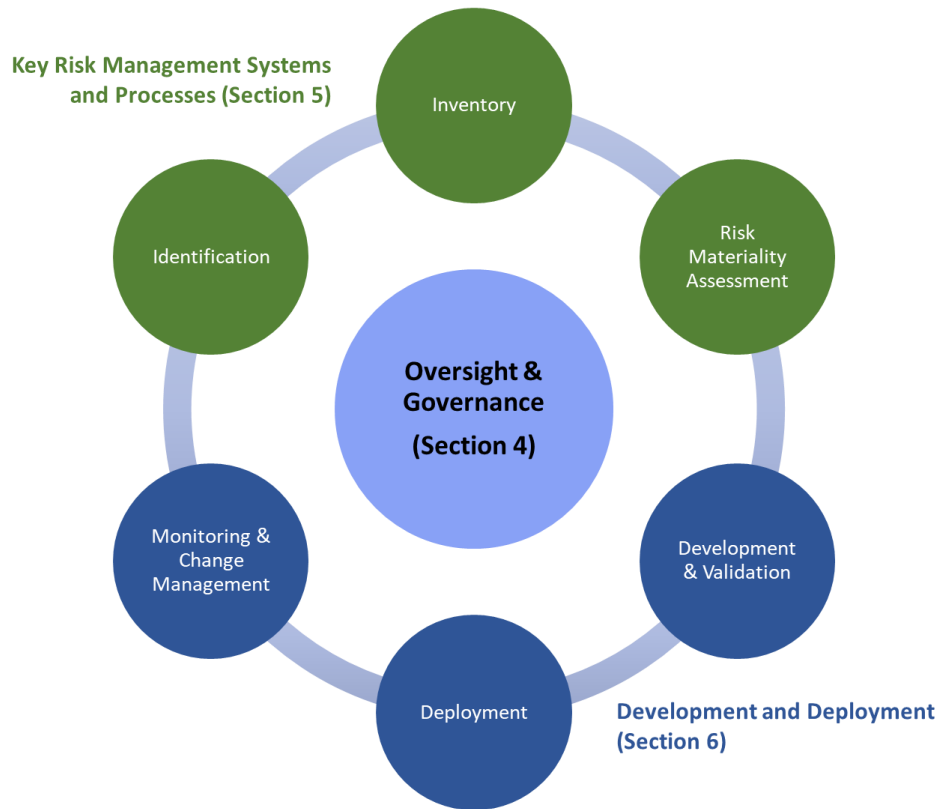 Key Risk Management Systems
and Processes (Section 5)
Inventory
Identification
Risk
Materiality
Assessment
Oversight &
Governance
(Section 4)
Monitoring &
Change
Management
Development
& Validation
Deployment
Development and Deployment
(Section 6)